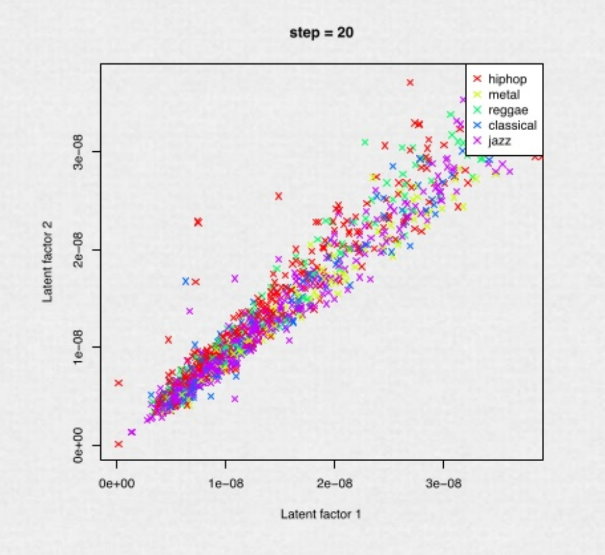 step = 20
hiphop
metal
reggae
classical
jazz
Latent factor 2
3e−08
2e−08
1e−08
0e+00
0e+00 1e−08 2e−08 3e−08
Latent factor 1